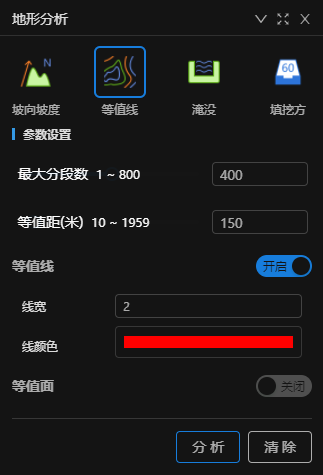 地形分析
N
60
坡向坡度 等值线 淹没 填挖方
参数设置
最大分段数 1 ~ 800 400
等值距(米) 10 ~ 1959 150
等值线 开启
线宽 2
线颜色
等值面 关闭
分 析 清 除